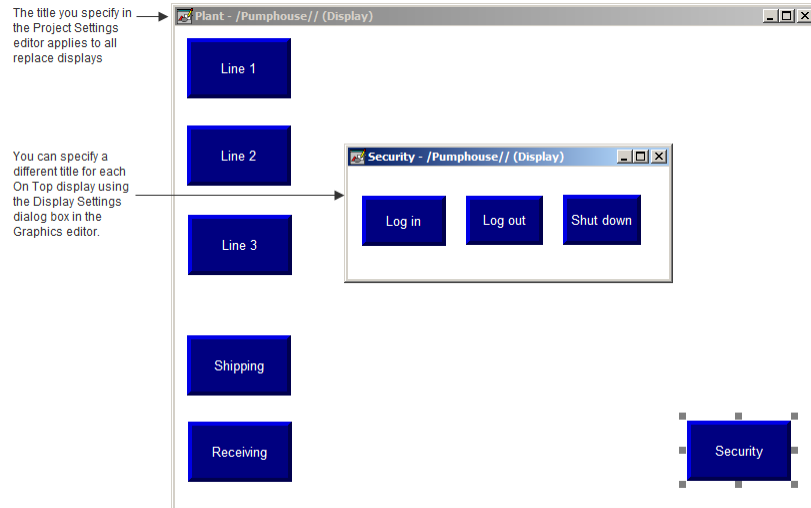 The title you specify in
the Project Settings
editor applies to all
replace displays
Plant - /Pumphouse// (Display)
Line 1
Line 2
You can specify a
different title for each
On Top display using
the Display Settings
dialog box in the
Graphics editor.
Security - /Pumphouse// (Display)
Log in
Log out
Shut down
Line 3
Shipping
Receiving
Security